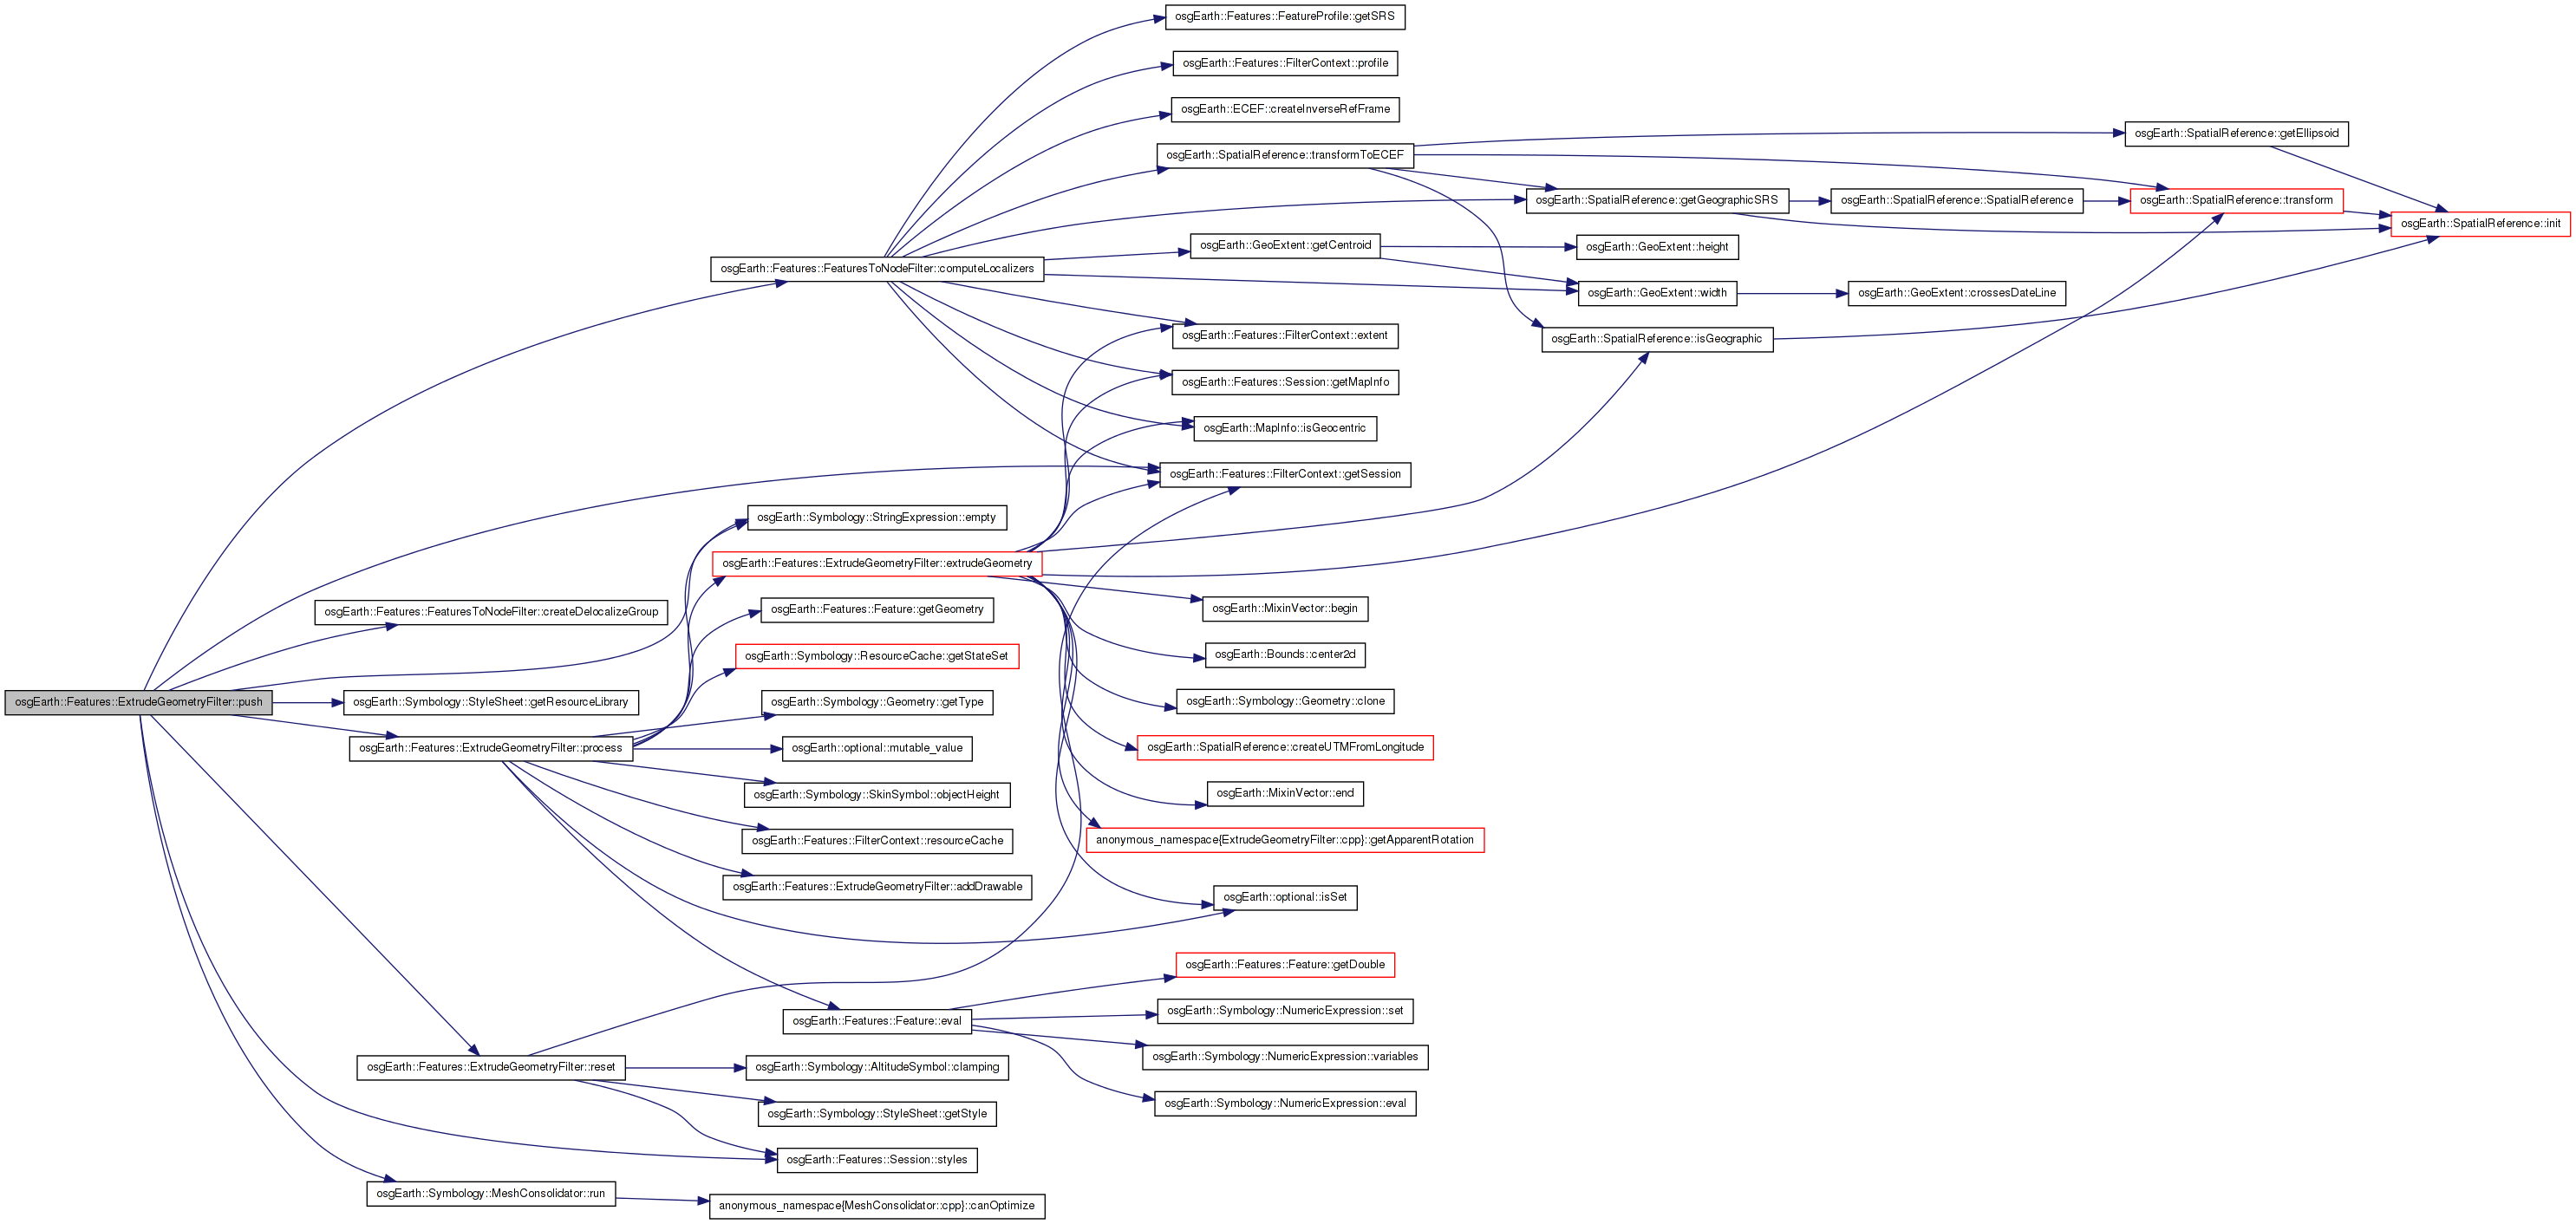 osgEarth::Features::FeatureProfile::getSRS
osgEarth::Features::FilterContext::profile
osgEarth::ECEF::createInverseRefFrame
osgEarth::SpatialReference::getEllipsoid
osgEarth::SpatialReference::transformToECEF
osgEarth::SpatialReference::getGeographicSRS
osgEarth::SpatialReference::SpatialReference
osgEarth::SpatialReference::transform
osgEarth::SpatialReference::init
osgEarth::GeoExtent::getCentroid
osgEarth::GeoExtent::height
osgEarth::Features::FeaturesToNodeFilter::computeLocalizers
osgEarth::GeoExtent::width
osgEarth::GeoExtent::crossesDateLine
osgEarth::Features::FilterContext::extent
osgEarth::SpatialReference::isGeographic
osgEarth::Features::Session::getMapInfo
osgEarth::MapInfo::isGeocentric
osgEarth::Features::FilterContext::getSession
osgEarth::Symbology::StringExpression::empty
osgEarth::Features::ExtrudeGeometryFilter::extrudeGeometry
osgEarth::Features::FeaturesToNodeFilter::createDelocalizeGroup
osgEarth::Features::Feature::getGeometry
osgEarth::MixinVector::begin
osgEarth::Symbology::ResourceCache::getStateSet
osgEarth::Bounds::center2d
osgEarth::Features::ExtrudeGeometryFilter::push
osgEarth::Symbology::StyleSheet::getResourceLibrary
osgEarth::Symbology::Geometry::getType
osgEarth::Symbology::Geometry::clone
osgEarth::Features::ExtrudeGeometryFilter::process
osgEarth::optional::mutable_value
osgEarth::SpatialReference::createUTMFromLongitude
osgEarth::Symbology::SkinSymbol::objectHeight
osgEarth::MixinVector::end
osgEarth::Features::FilterContext::resourceCache
anonymous_namespace{ExtrudeGeometryFilter::cpp}::getApparentRotation
osgEarth::Features::ExtrudeGeometryFilter::addDrawable
osgEarth::optional::isSet
osgEarth::Features::Feature::getDouble
osgEarth::Features::Feature::eval
osgEarth::Symbology::NumericExpression::set
osgEarth::Symbology::NumericExpression::variables
osgEarth::Features::ExtrudeGeometryFilter::reset
osgEarth::Symbology::AltitudeSymbol::clamping
osgEarth::Symbology::NumericExpression::eval
osgEarth::Symbology::StyleSheet::getStyle
osgEarth::Features::Session::styles
osgEarth::Symbology::MeshConsolidator::run
anonymous_namespace{MeshConsolidator::cpp}::canOptimize